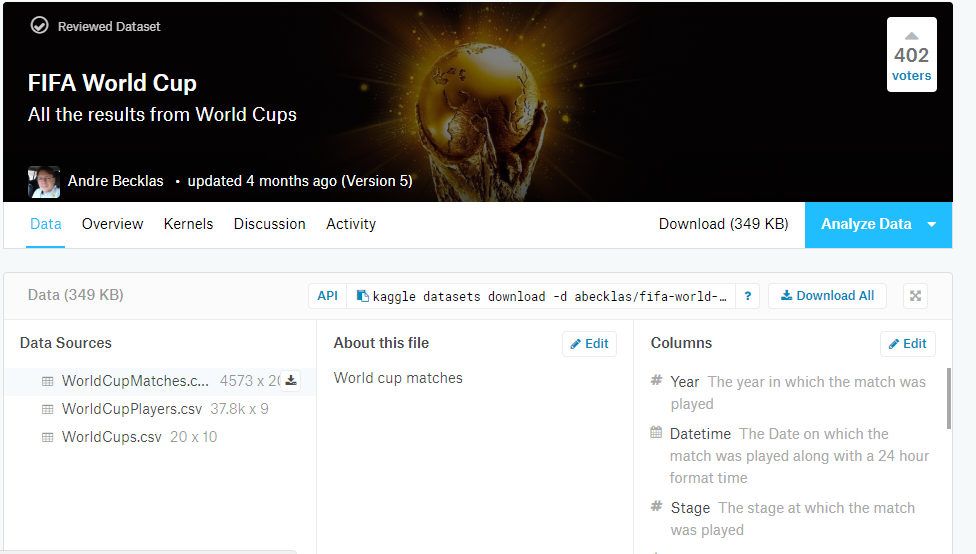 Reviewed Dataset
402
voters
FIFA World Cup
All the results from World Cups
Andre Becklas • updated 4 months ago (Version 5)
Data Overview Kernels Discussion Activity Download (349 KB) Analyze Data
Data (349 KB) API kaggle datasets download -d abecklas/fifa-world-… ? Download All
Data Sources
WorldCupMatches.c... 4573 x
WorldCupPlayers.csv 37.8k x 9
WorldCups.csv 20 x 10
About this file Edit
World cup matches
Columns Edit
# Year The year in which the match was
played
Datetime The Date on which the
match was played along with a 24 hour
format time
# Stage The stage at which the match
was played